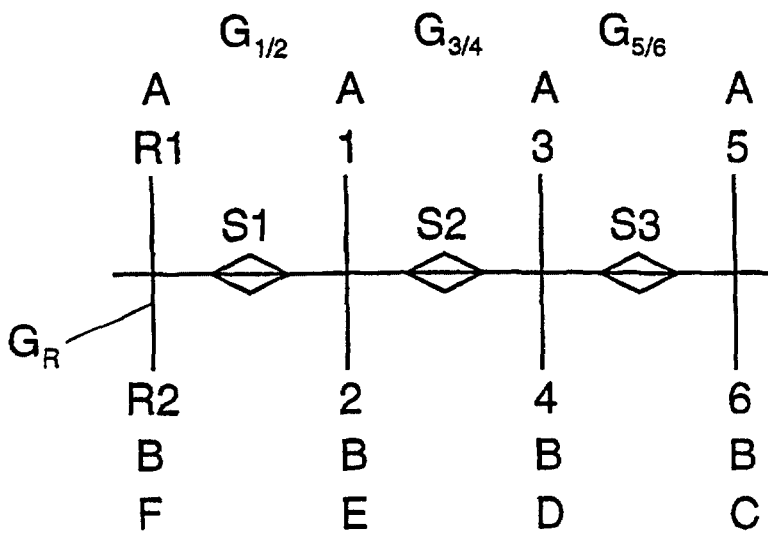 G1/2 G3/4 G5/6
A A A A
R1 1 3 5
S1 S2 S3
GR
R2 2 4 6
B B B B
F E D C